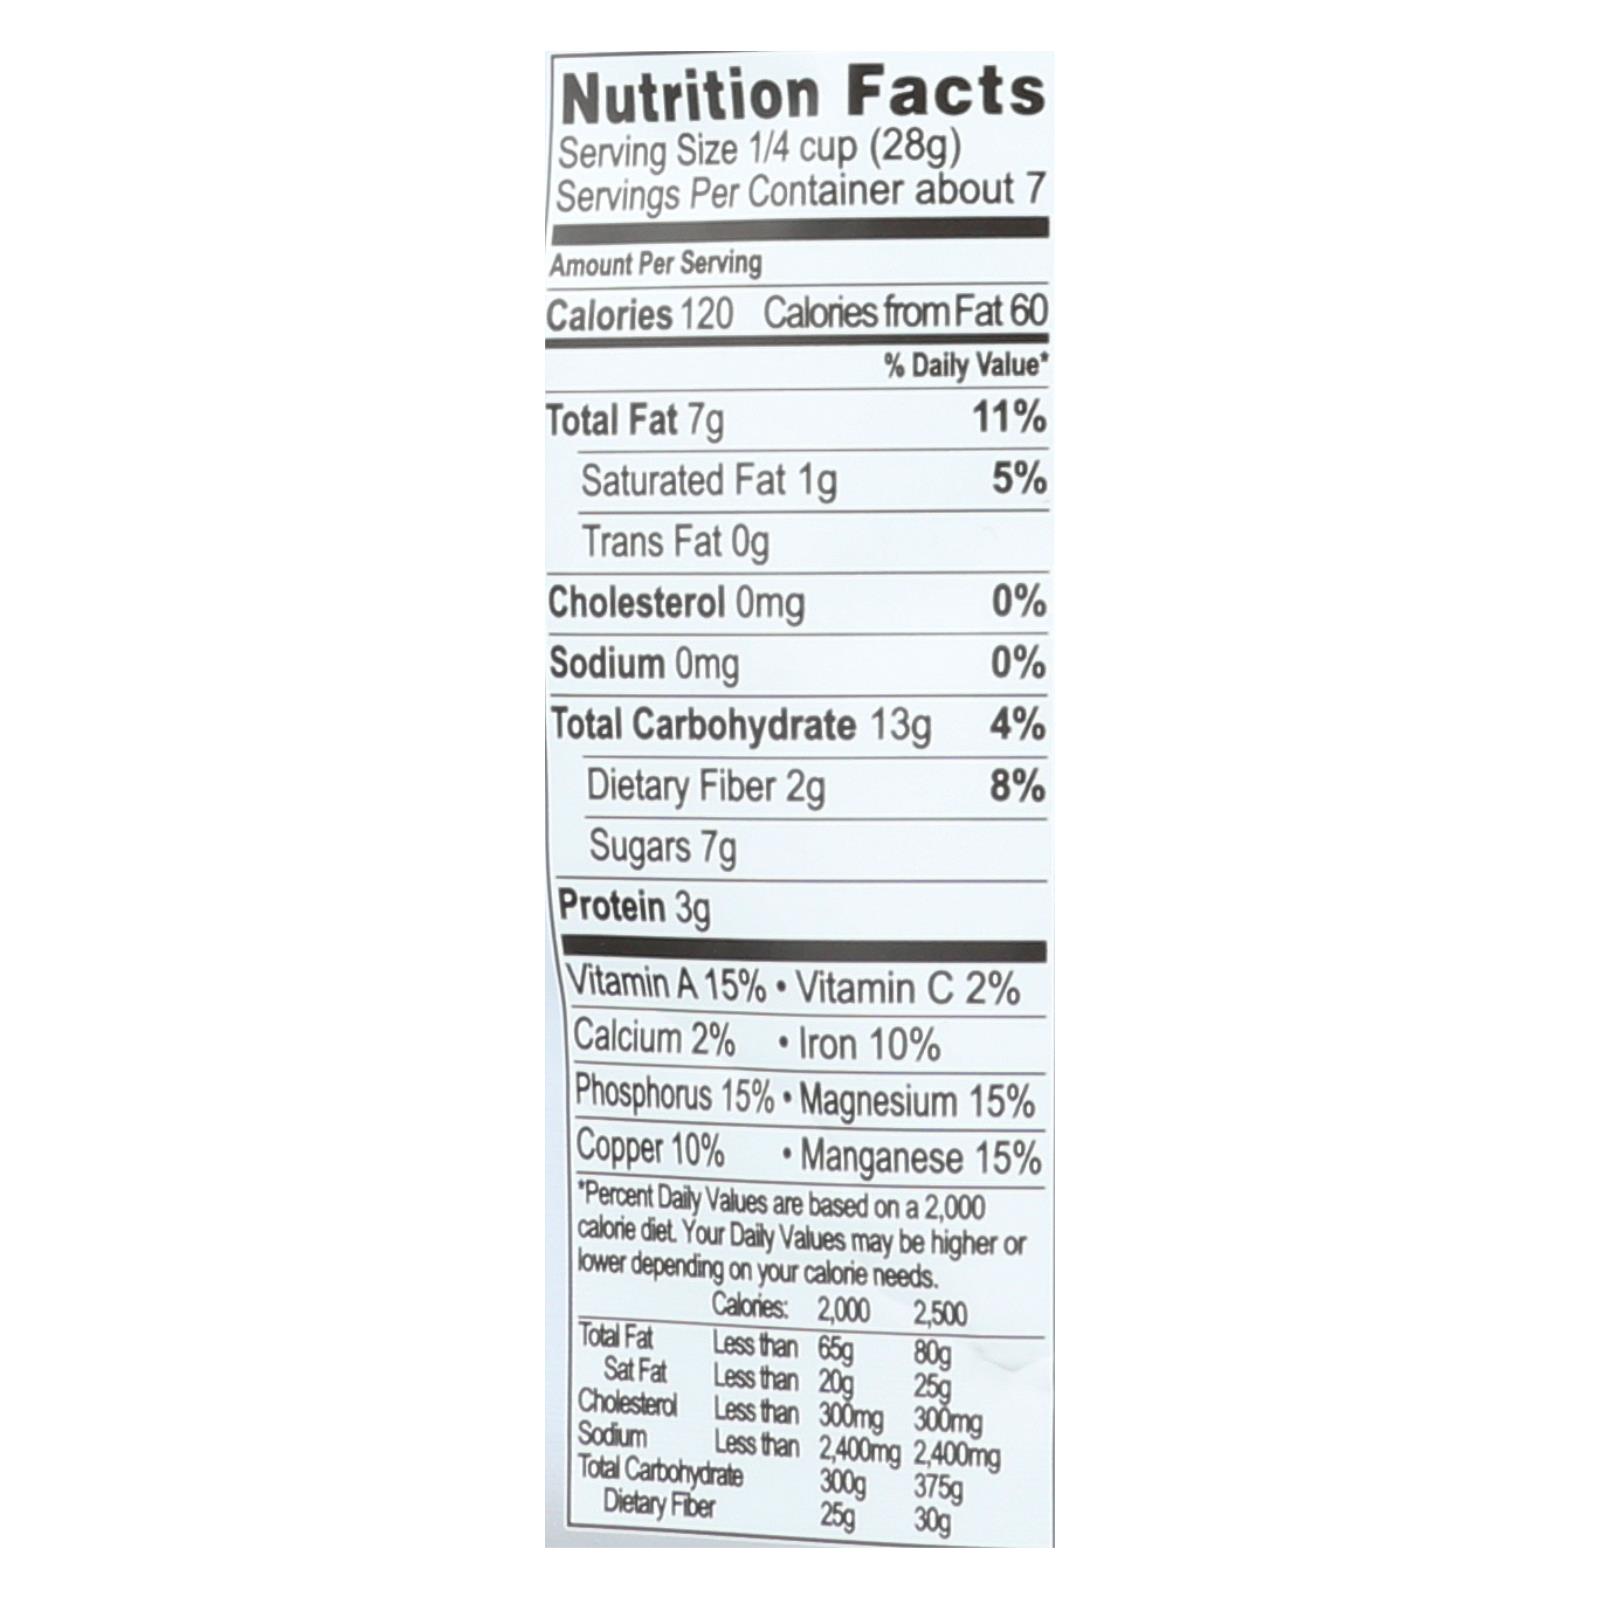 Nutrition Facts
Serving Size 1/4 cup (28g)
Servings Per Container about 7
Amount Per Serving
Calories 120 Calories from Fat 60
% Daily Value*
Total Fat 7g 11%
Saturated Fat 1g 5%
Trans Fat 0g
Cholesterol 0mg 0%
Sodium 0mg 0%
Total Carbohydrate 13g 4%
Dietary Fiber 2g 8%
Sugars 7g
Protein 3g
Vitamin A 15% • Vitamin C 2%
Calcium 2% • Iron 10%
Phosphorus 15% • Magnesium 15%
Copper 10% • Manganese 15%
*Percent Daily Values are based on a 2,000
calorie diet. Your Daily Values may be higher or
lower depending on your calorie needs.
Calories: 2,000 2,500
Total Fat Less than 65g 80g
Sat Fat Less than 20g 25g
Cholesterol Less than 300mg 300mg
Sodium Less than 2,400mg 2,400mg
Total Carbohydrate 300g 375g
Dietary Fiber 25g 30g